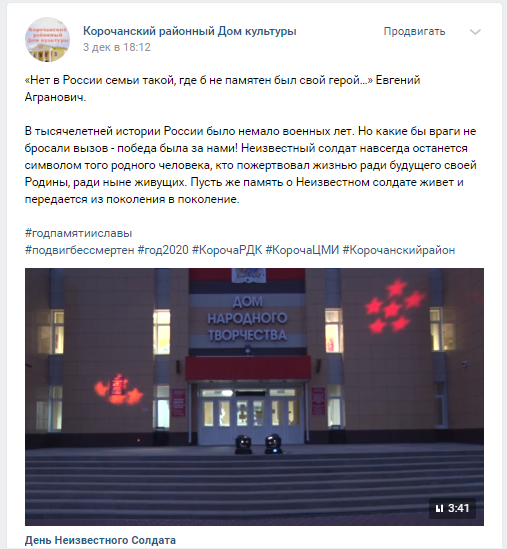 Корочанский районный Дом культуры
Корочанский районный Дом культуры
Продвигать
3 дек в 18:12
«Нет в России семьи такой, где б не памятен был свой герой...» Евгений
Агранович.
В тысячелетней истории России было немало военных лет. Но какие бы враги не
бросали вызов - победа была за нами! Неизвестный солдат навсегда останется
символом того родного человека, кто пожертвовал жизнью ради будущего своей
Родины, ради ныне живущих. Пусть же память о Неизвестном солдате живет и
передается из поколения в поколение.
#годпамятииславы
#подвигбессмертен #год2020 #КорочаРДК #КорочаЦМИ #Корочанскийрайон
ДОМ
НАРОДНОГО
ТВОРЧЕСТВА
3:41
День Неизвестного Солдата